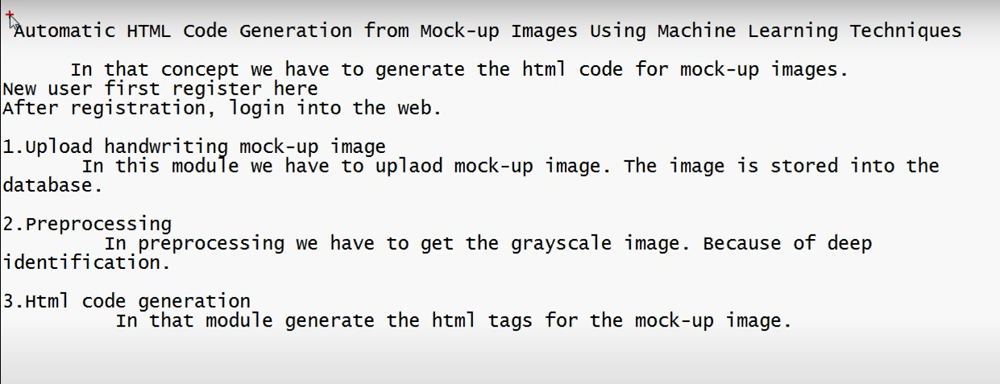 Automatic HTML Code Generation from Mock-up Images Using Machine Learning Techniques
In that concept we have to generate the html code for mock-up images.
New user first register here
After registration, login into the web.
1.Upload handwriting mock-up image
In this module we have to uplaod mock-up image. The image is stored into the
database.
2.Preprocessing
In preprocessing we have to get the grayscale image. Because of deep
identification.
3.Html code generation
In that module generate the html tags for the mock-up image.